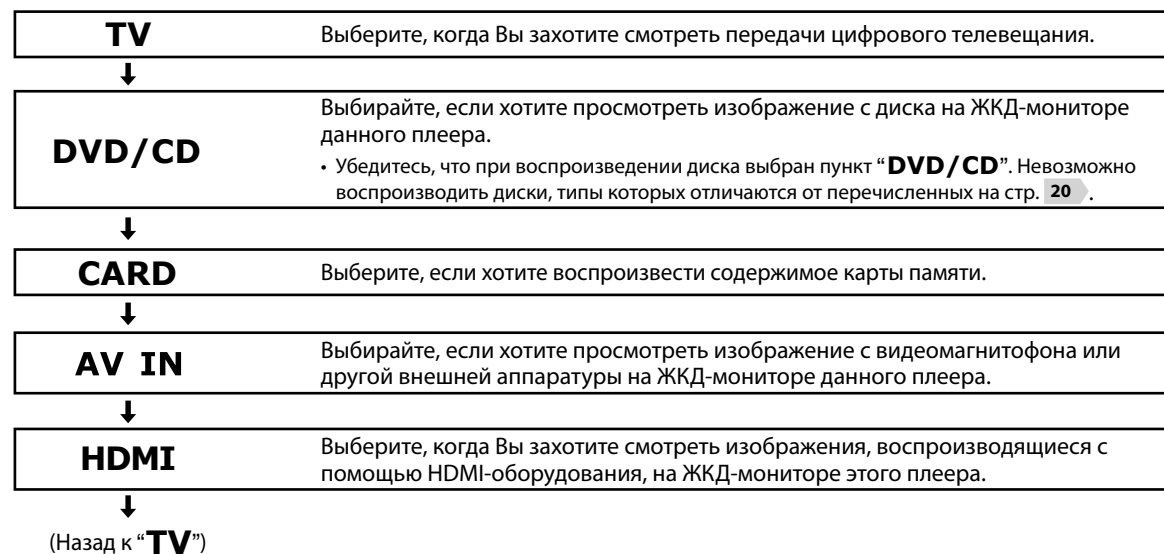 TV
Выберите, когда Вы захотите смотреть передачи цифрового телевещания.
DVD/CD
Выбирайте, если хотите просмотреть изображение с диска на ЖКД-мониторе
данного плеера.
• Убедитесь, что при воспроизведении диска выбран пункт “DVD/CD”. Невозможно
воспроизводить диски, типы которых отличаются от перечисленных на стр. 20 .
CARD
Выберите, если хотите воспроизвести содержимое карты памяти.
AV IN
Выбирайте, если хотите просмотреть изображение с видеомагнитофона или
другой внешней аппаратуры на ЖКД-мониторе данного плеера.
HDMI
Выберите, когда Вы захотите смотреть изображения, воспроизводящиеся с
помощью HDMI-оборудования, на ЖКД-мониторе этого плеера.
(Назад к “TV”)